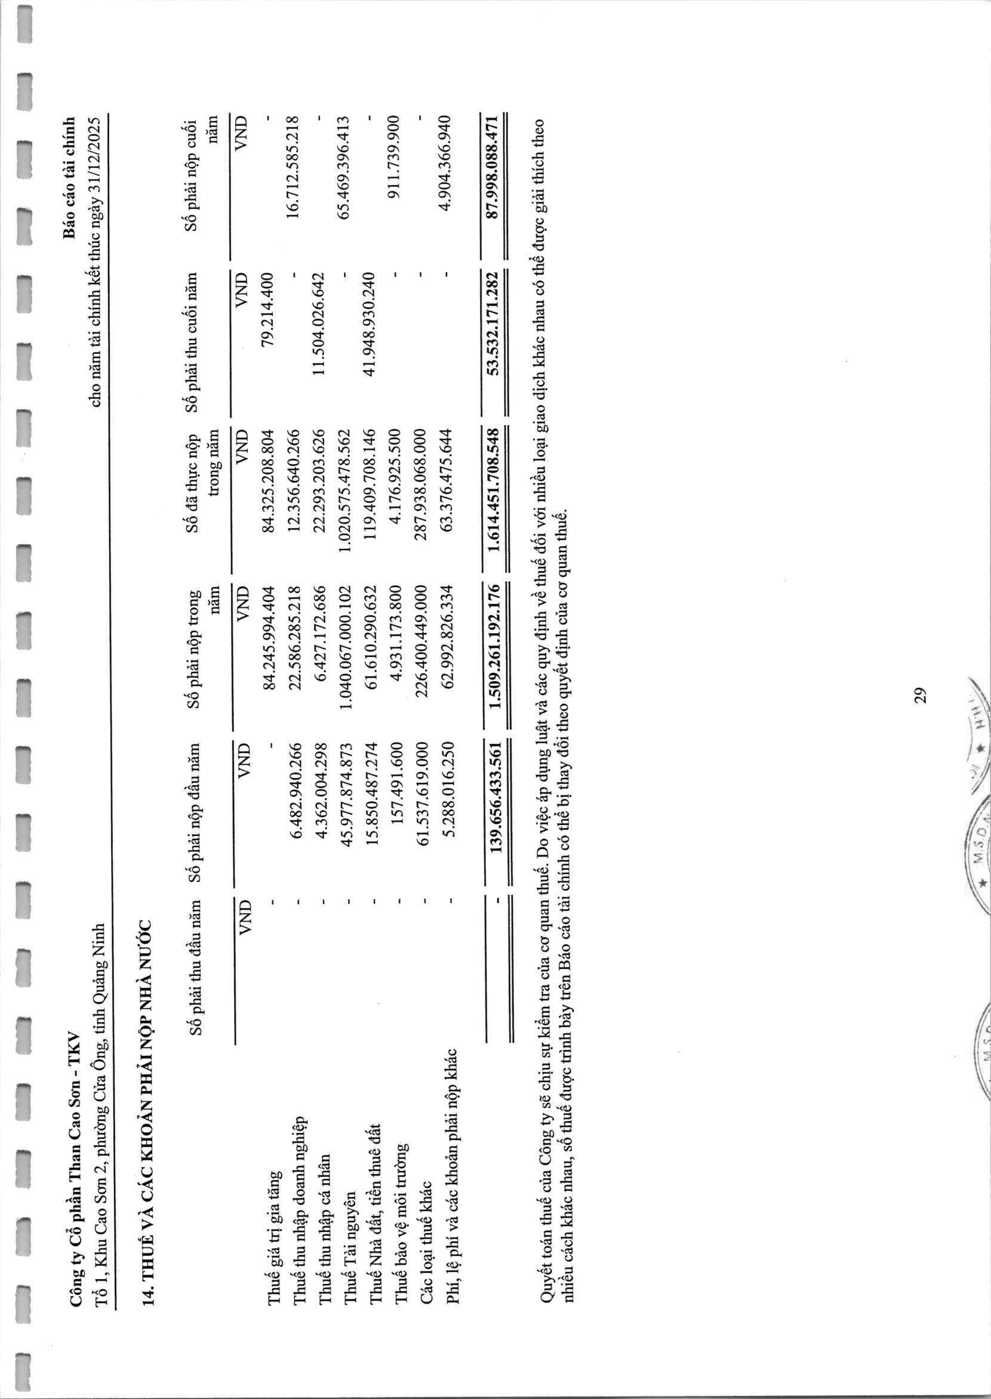 Công ty Cổ phần Than Cao Sơn - TKV Báo cáo tài chính
Tổ 1, Khu Cao Sơn 2, phường Cửa Ông, tỉnh Quảng Ninh cho năm tài chính kết thúc ngày 31/12/2025
14. THUẾ VÀ CÁC KHOẢN PHẢI NỘP NHÀ NƯỚC
Số phải thu đầu năm Số phải nộp đầu năm Số phải nộp trong năm Số đã thực nộp trong năm Số phải thu cuối năm Số phải nộp cuối năm
VND VND VND VND VND VND
Thuế giá trị gia tăng - - 84.245.994.404 84.325.208.804 79.214.400 -
Thuế thu nhập doanh nghiệp - 6.482.940.266 22.586.285.218 12.356.640.266 - 16.712.585.218
Thuế thu nhập cá nhân - 4.362.004.298 6.427.172.686 22.293.203.626 11.504.026.642 -
Thuế Tài nguyên - 45.977.874.873 1.040.067.000.102 1.020.575.478.562 - 65.469.396.413
Thuế Nhà đất, tiền thuê đất - 15.850.487.274 61.610.290.632 119.409.708.146 41.948.930.240 -
Thuế bảo vệ môi trường - 157.491.600 4.931.173.800 4.176.925.500 - 911.739.900
Các loại thuế khác - 61.537.619.000 226.400.449.000 287.938.068.000 - -
Phí, lệ phí và các khoản phải nộp khác - 5.288.016.250 62.992.826.334 63.376.475.644 - 4.904.366.940
- 139.656.433.561 1.509.261.192.176 1.614.451.708.548 53.532.171.282 87.998.088.471
Quyết toán thuế của Công ty sẽ chịu sự kiểm tra của cơ quan thuế. Do việc áp dụng luật và các quy định về thuế đối với nhiều loại giao dịch khác nhau có thể được giải thích theo
nhiều cách khác nhau, số thuế được trình bày trên Báo cáo tài chính có thể bị thay đổi theo quyết định của cơ quan thuế.
29
M.S.D.N